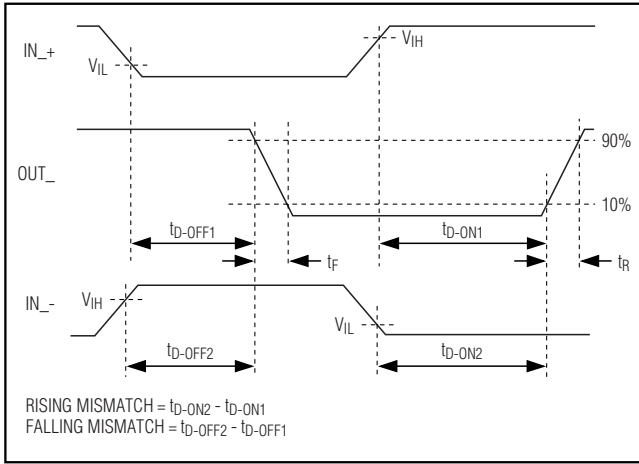 IN_+
VIL
VIH
OUT_
90%
10%
tD-OFF1
tF
tD-ON1
tR
IN_-
VIH
VIL
tD-OFF2
tD-ON2
RISING MISMATCH = tD-ON2 - tD-ON1
FALLING MISMATCH = tD-OFF2 - tD-OFF1